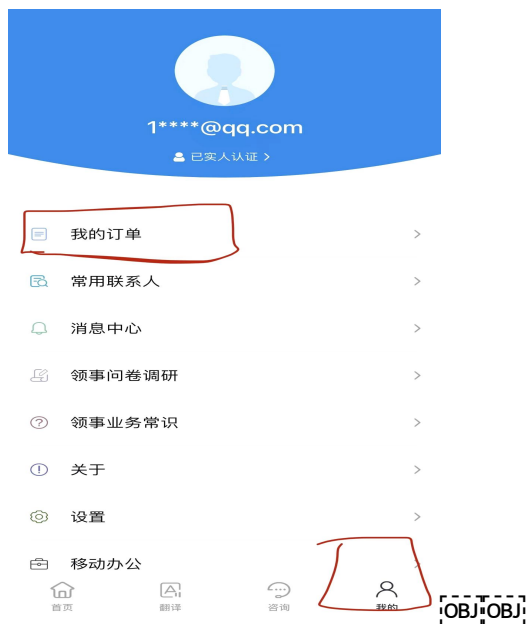 1****@qq.com
已实人认证 >
我的订单
常用联系人
消息中心
领事问卷调研
领事业务常识
关于
设置
移动办公
首页 翻译 咨询 我的
OBJ OBJ